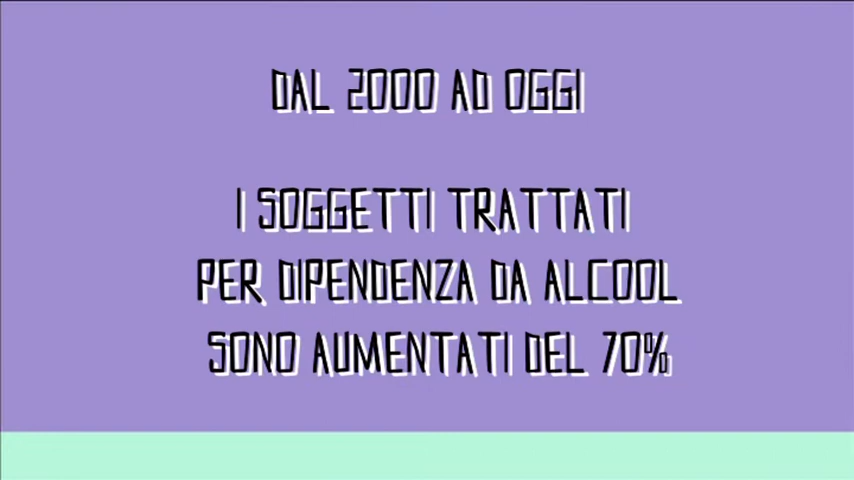 DAL 2000 AD OGGI
I SOGGETTI TRATTATI
PER DIPENDENZA DA ALCOOL
SONO AUMENTATI DEL 70%